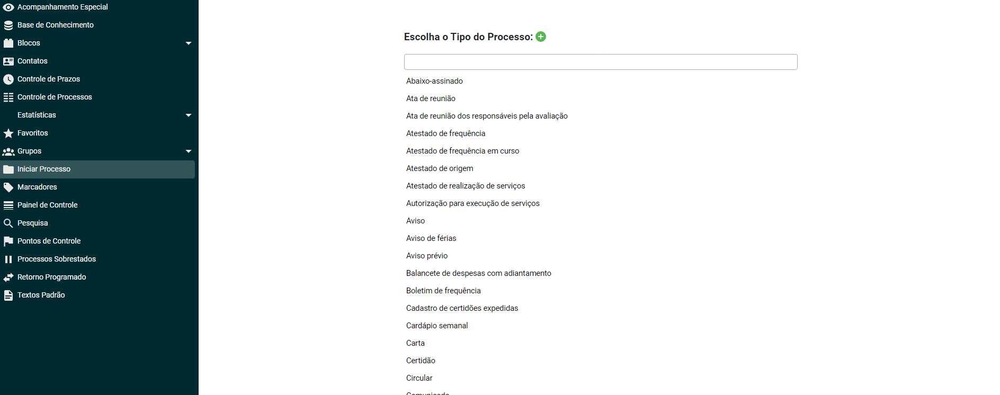 Acompanhamento Especial
Base de Conhecimento
Blocos
Contatos
Controle de Prazos
Controle de Processos
Estatísticas
Favoritos
Grupos
Iniciar Processo
Marcadores
Painel de Controle
Pesquisa
Pontos de Controle
Processos Sobrestados
Retorno Programado
Textos Padrão
Escolha o Tipo do Processo:
Abaixo-assinado
Ata de reunião
Ata de reunião dos responsáveis pela avaliação
Atestado de frequência
Atestado de frequência em curso
Atestado de origem
Atestado de realização de serviços
Autorização para execução de serviços
Aviso
Aviso de férias
Aviso prévio
Balancete de despesas com adiantamento
Boletim de frequência
Cadastro de certidões expedidas
Cardápio semanal
Carta
Certidão
Circular
Comunicado